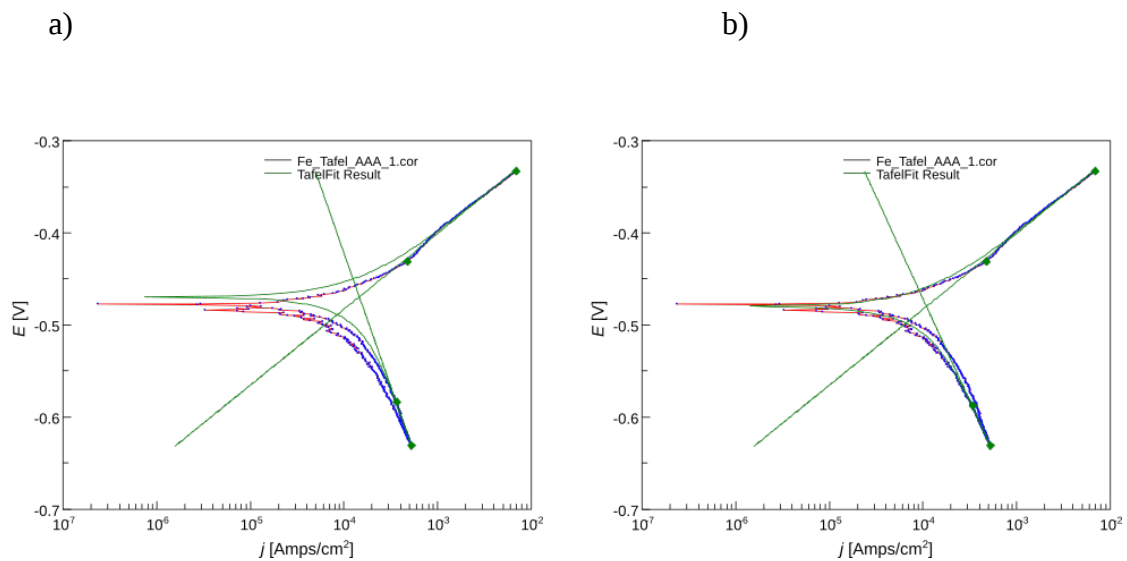 a) b)
-0.3 -0.3
Fe_Tafel_AAA_1.cor Fe_Tafel_AAA_1.cor
TafelFit Result TafelFit Result
-0.4 -0.4
E [V] E [V]
-0.5 -0.5
-0.6 -0.6
-0.7 -0.7
10⁷ 10⁶ 10⁵ 10⁴ 10³ 10² 10⁷ 10⁶ 10⁵ 10⁴ 10³ 10²
j [Amps/cm²] j [Amps/cm²]